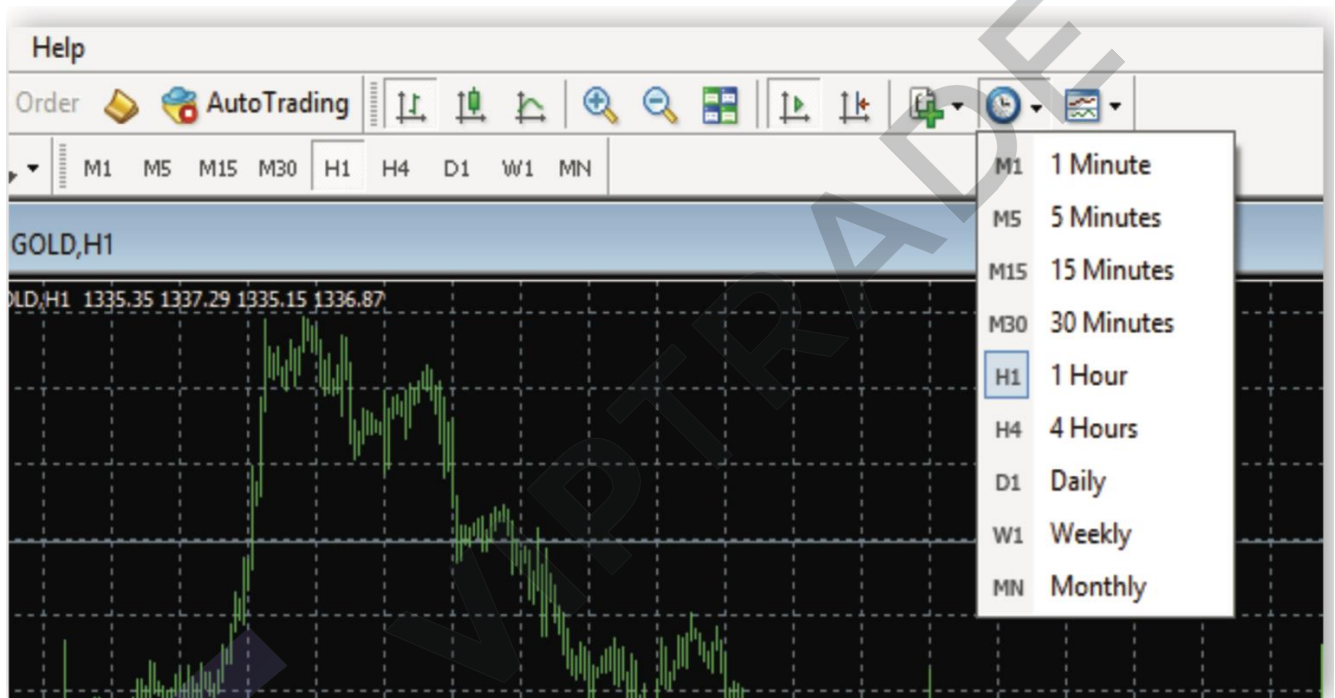 Help
Order AutoTrading
M1 M5 M15 M30 H1 H4 D1 W1 MN
GOLD,H1
OLD,H1 1335.35 1337.29 1335.15 1336.87
M1 1 Minute
M5 5 Minutes
M15 15 Minutes
M30 30 Minutes
H1 1 Hour
H4 4 Hours
D1 Daily
W1 Weekly
MN Monthly
VIPTRADE